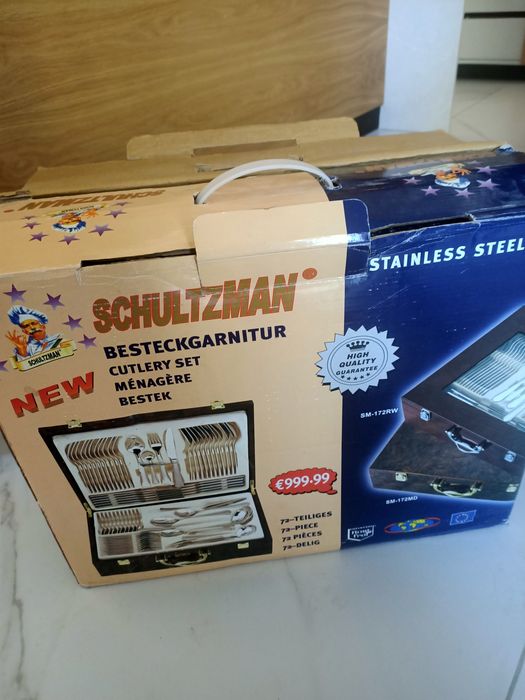 STAINLESS STEEL
SCHULTZMAN
BESTECKGARNITUR
CUTLERY SET
MÉNAGÈRE
BESTEK
SCHULTZMAN
NEW
HIGH
QUALITY
GUARANTEE
SM-172RW
SM-172MD
€999.99
72-TEILIGES
72-PIECE
72 PIÈCES
72-DELIG